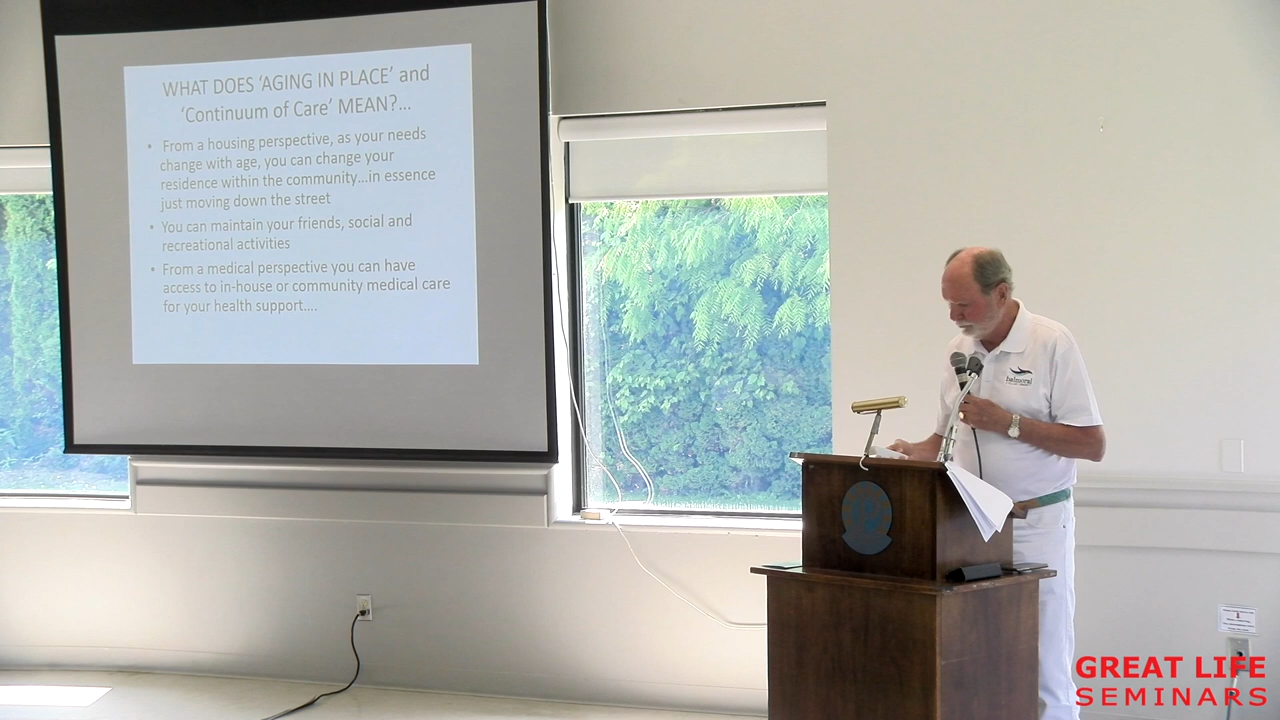 WHAT DOES ‘AGING IN PLACE’ and
‘Continuum of Care’ MEAN?...
• From a housing perspective, as your needs
change with age, you can change your
residence within the community...in essence
just moving down the street
• You can maintain your friends, social and
recreational activities
• From a medical perspective you can have
access to in-house or community medical care
for your health support....
balmoral
GREAT LIFE
SEMINARS